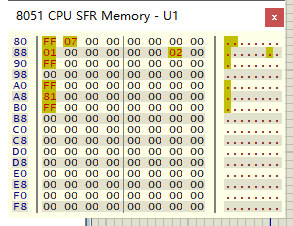 8051 CPU SFR Memory - U1
x
80 FF 07 00 00 00 00 00 00 ........
88 01 00 00 00 00 00 02 00 ........
90 FF 00 00 00 00 00 00 00 ........
98 00 00 00 00 00 00 00 00 ........
A0 FF 00 00 00 00 00 00 00 ........
A8 81 00 00 00 00 00 00 00 ........
B0 FF 00 00 00 00 00 00 00 ........
B8 00 00 00 00 00 00 00 00 ........
C0 00 00 00 00 00 00 00 00 ........
C8 00 00 00 00 00 00 00 00 ........
D0 00 00 00 00 00 00 00 00 ........
D8 00 00 00 00 00 00 00 00 ........
E0 00 00 00 00 00 00 00 00 ........
E8 00 00 00 00 00 00 00 00 ........
F0 00 00 00 00 00 00 00 00 ........
F8 00 00 00 00 00 00 00 00 ........